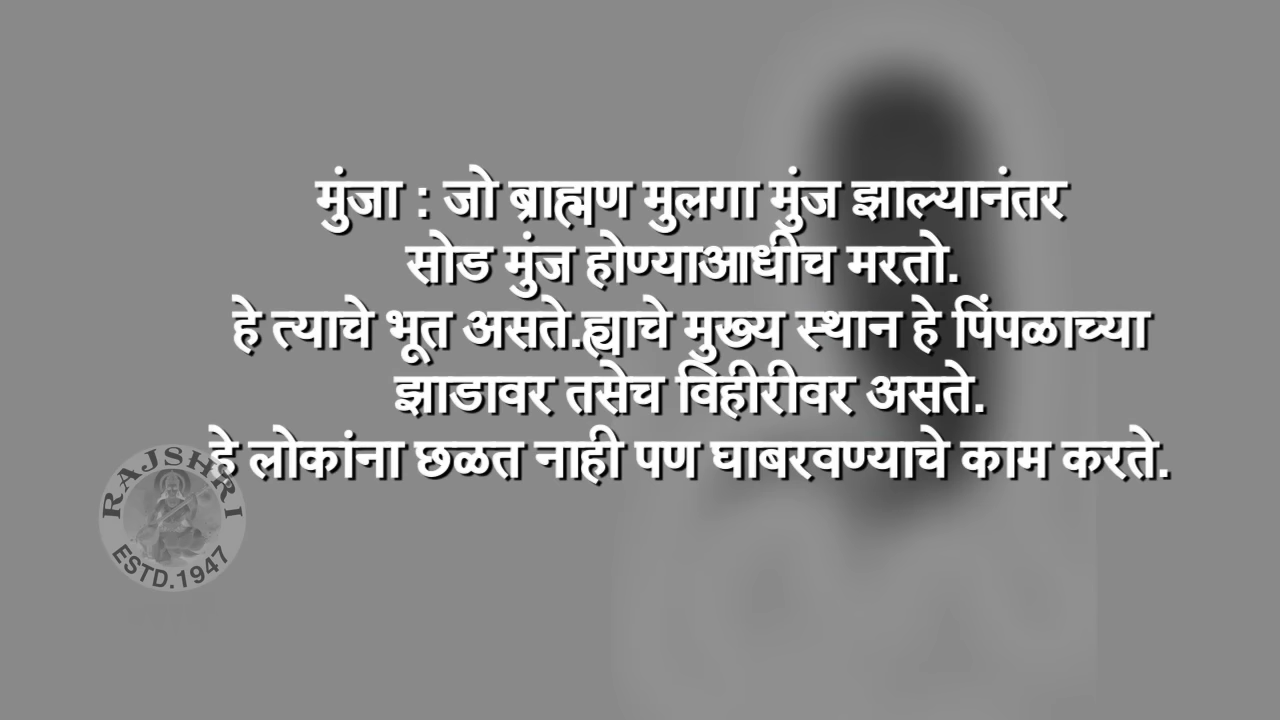 मुंजा : जो ब्राह्मण मुलगा मुंज झाल्यानंतर
सोड मुंज होण्याआधीच मरतो.
हे त्याचे भूत असते.ह्याचे मुख्य स्थान हे पिंपळाच्या
झाडावर तसेच विहीरीवर असते.
हे लोकांना छळत नाही पण घाबरवण्याचे काम करते.
RAJSHRI
ESTD.1947